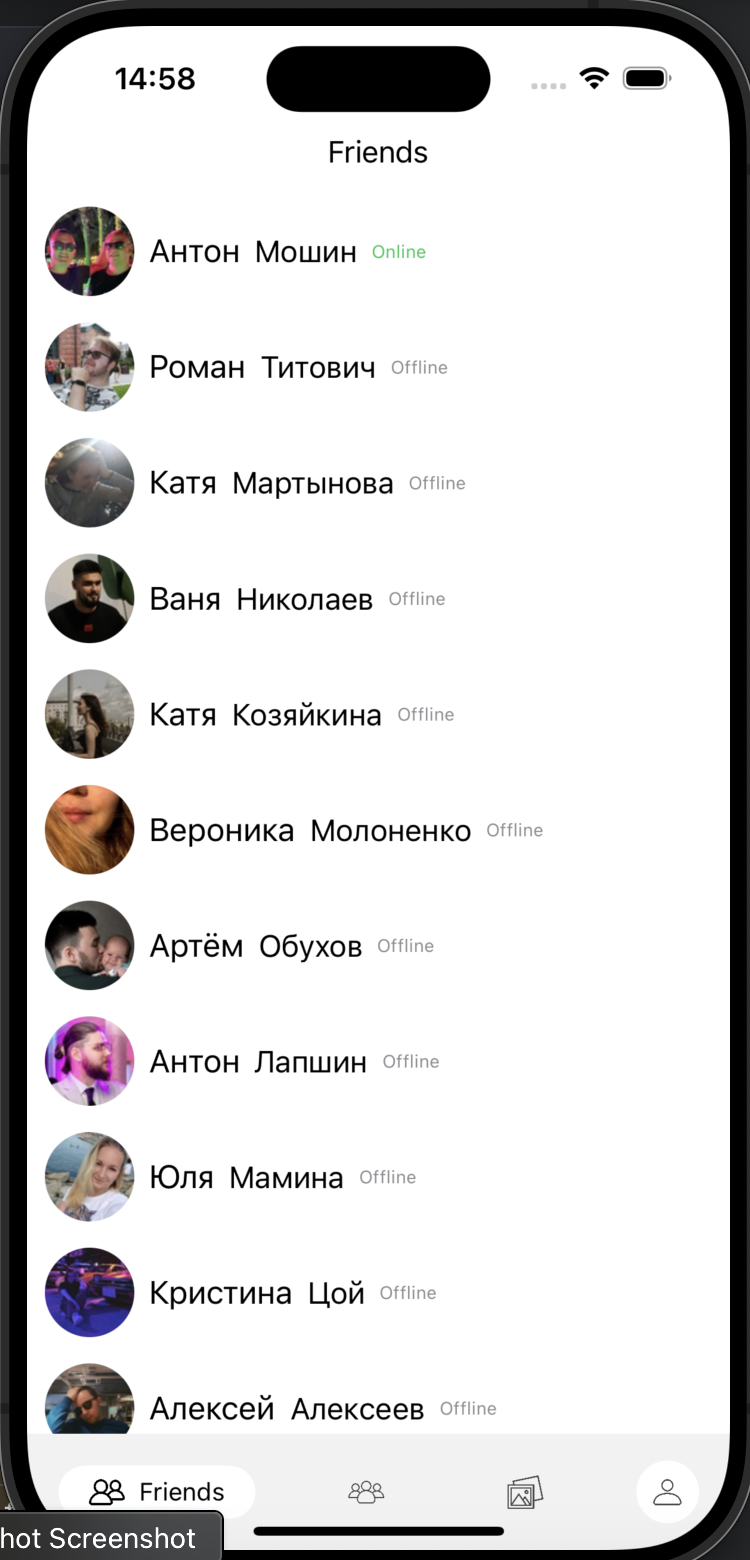 14:58
Friends
Антон Мошин Online
Роман Титович Offline
Катя Мартынова Offline
Ваня Николаев Offline
Катя Козяйкина Offline
Вероника Молоненко Offline
Артём Обухов Offline
Антон Лапшин Offline
Юля Мамина Offline
Кристина Цой Offline
Алексей Алексеев Offline
Friends
hot Screenshot